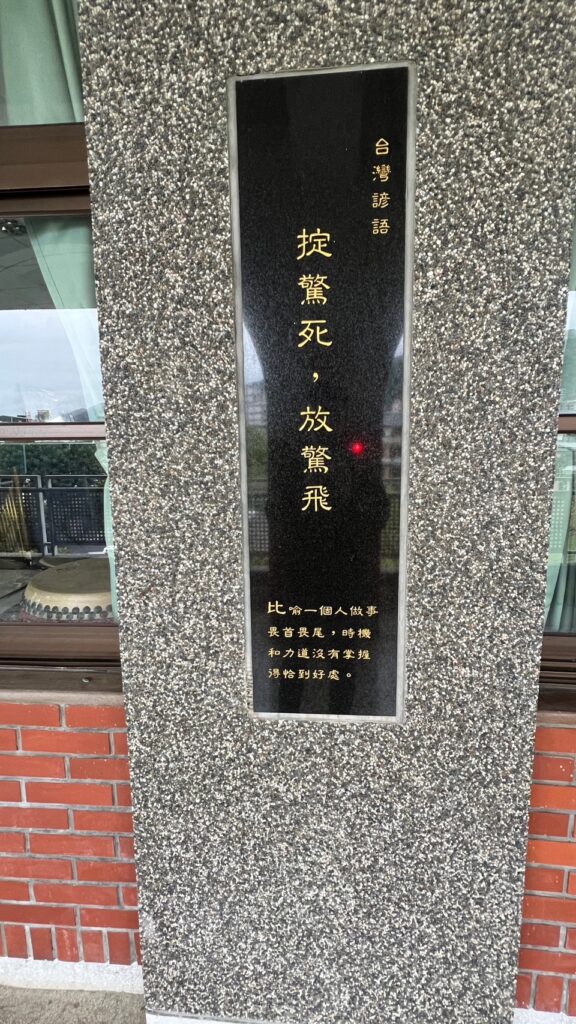 台灣諺語
掟驚死，放驚飛
比喻一個人做事
畏首畏尾，時機
和力道沒有掌握
得恰到好處。